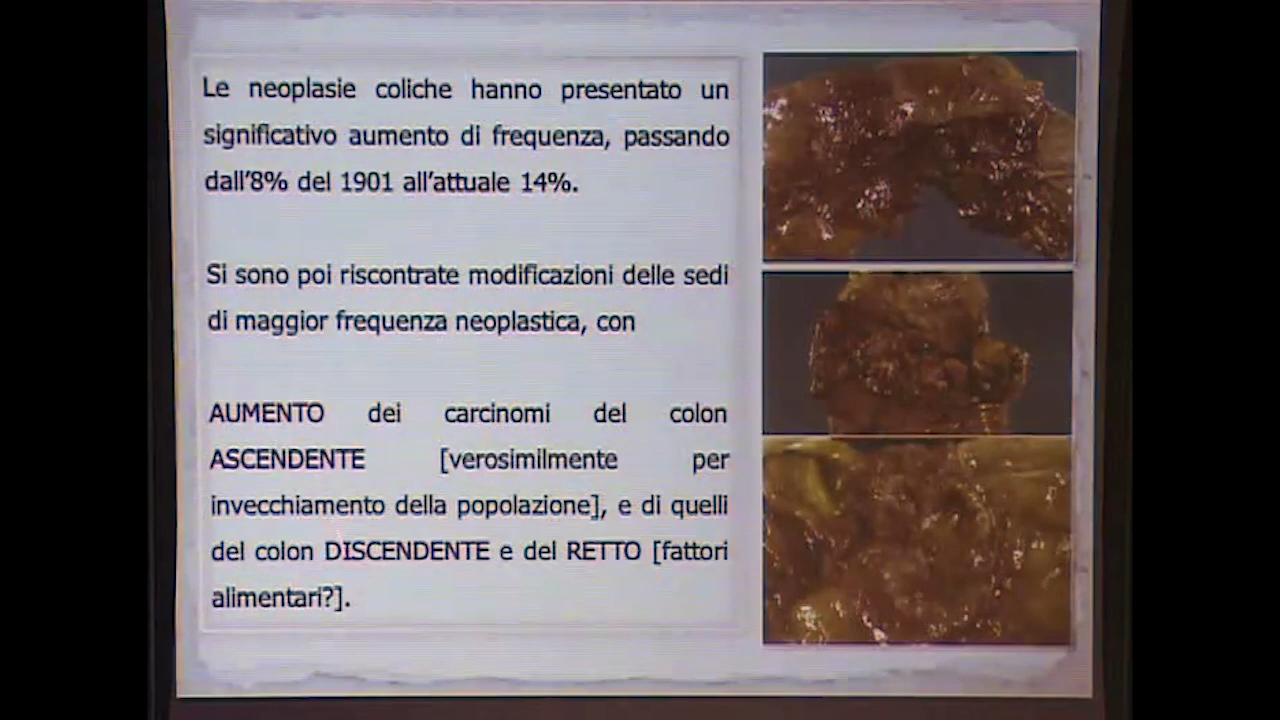 Le neoplasie coliche hanno presentato un
significativo aumento di frequenza, passando
dall'8% del 1901 all'attuale 14%.
Si sono poi riscontrate modificazioni delle sedi
di maggior frequenza neoplastica, con
AUMENTO dei carcinomi del colon
ASCENDENTE [verosimilmente per
invecchiamento della popolazione], e di quelli
del colon DISCENDENTE e del RETTO [fattori
alimentari?].